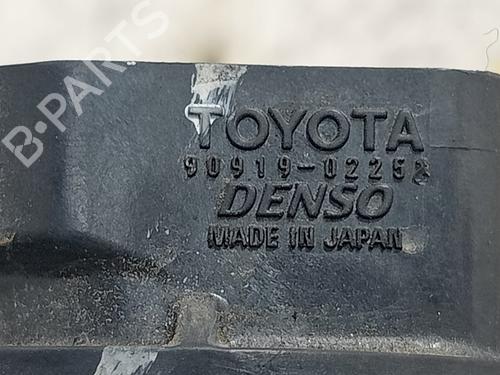 B-PARTS
TOYOTA
90919-02252
DENSO
MADE IN JAPAN